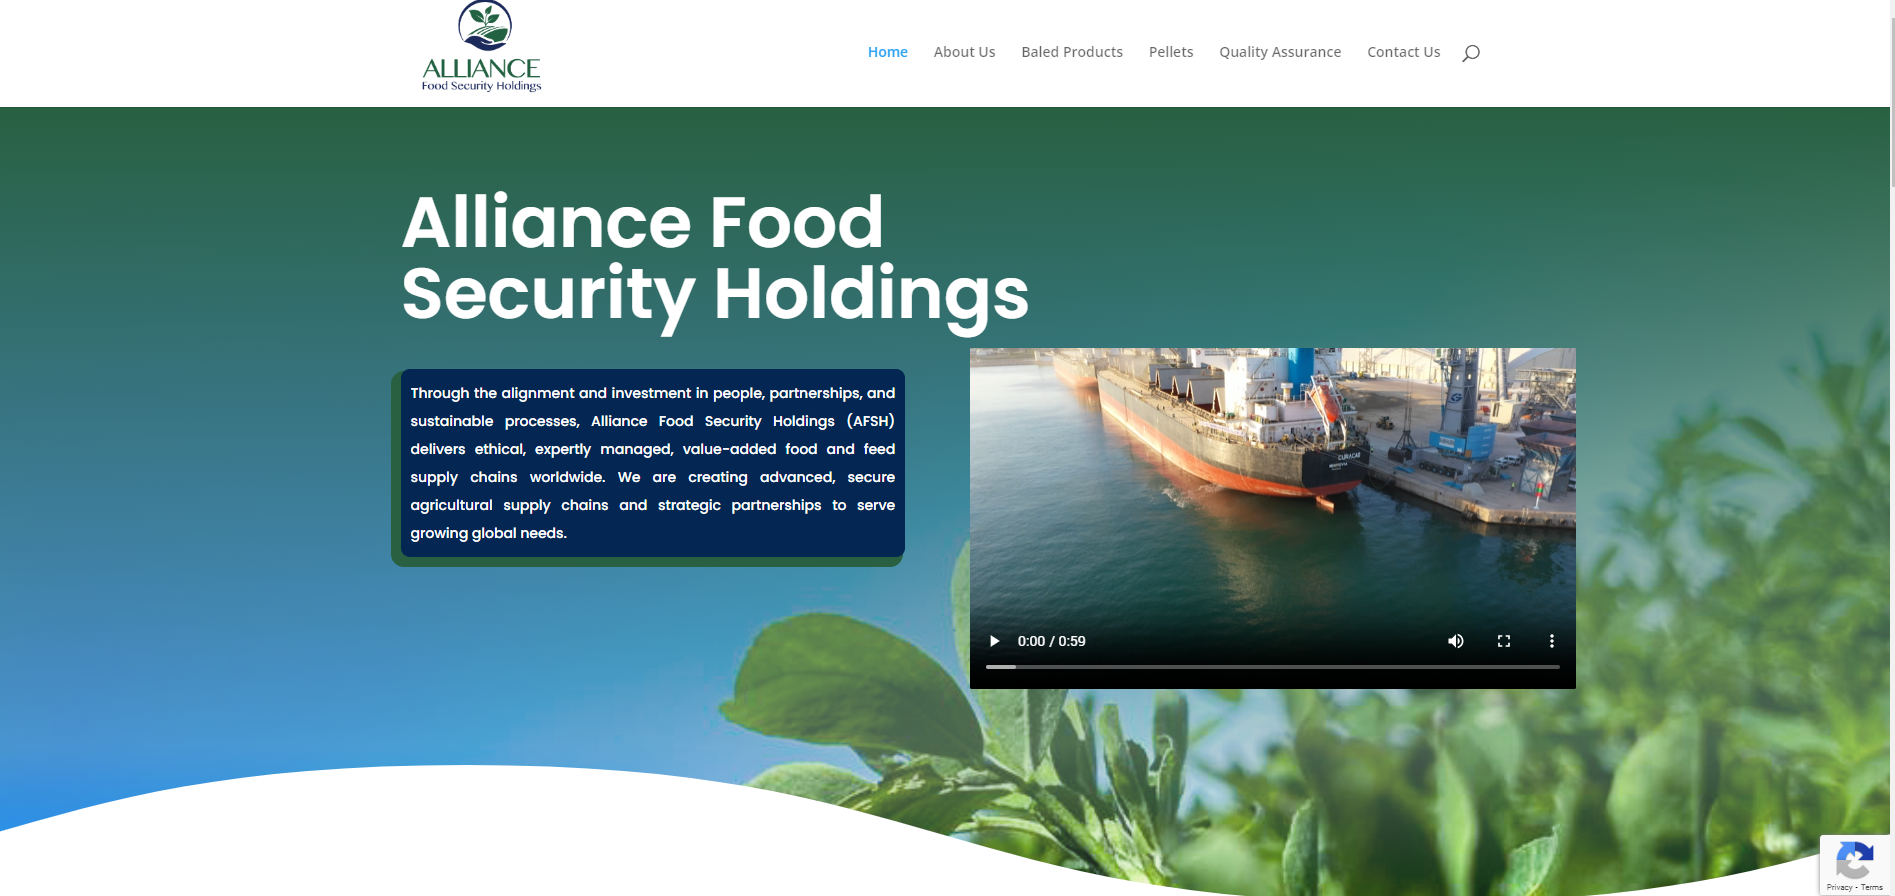 ALLIANCE
Food Security Holdings
Home About Us Baled Products Pellets Quality Assurance Contact Us
Alliance Food
Security Holdings
Through the alignment and investment in people, partnerships, and
sustainable processes, Alliance Food Security Holdings (AFSH)
delivers ethical, expertly managed, value-added food and feed
supply chains worldwide. We are creating advanced, secure
agricultural supply chains and strategic partnerships to serve
growing global needs.
CURACAO
0:00 / 0:59
Privacy - Terms